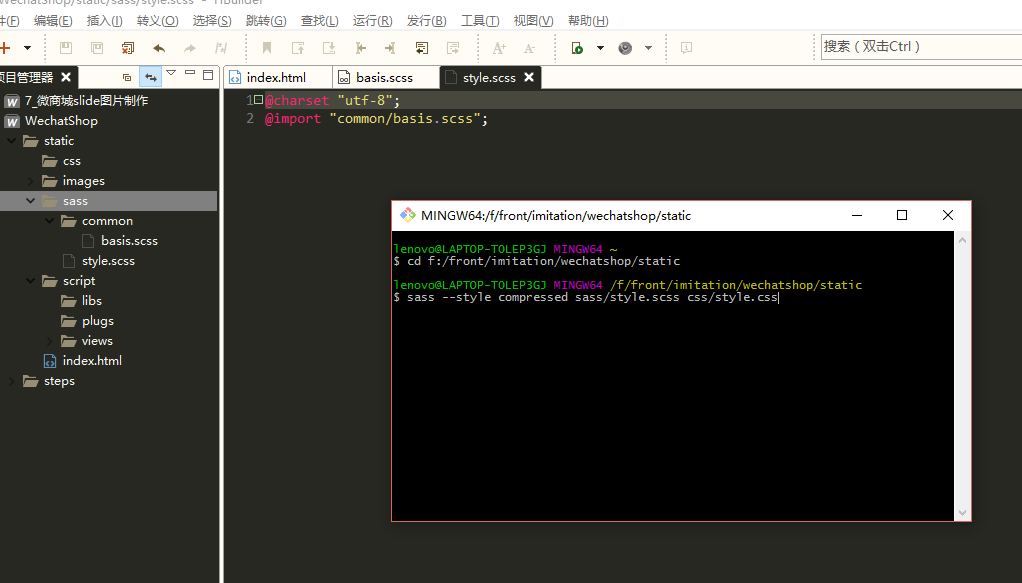 WechatShop/static/sass/style.scss - HBuilder
件(F) 编辑(E) 插入(I) 转义(O) 选择(S) 跳转(G) 查找(L) 运行(R) 发行(B) 工具(T) 视图(V) 帮助(H)
搜索（双击Ctrl）
项目管理器
index.html
basis.scss
style.scss
7_微商城slide图片制作
WechatShop
static
css
images
sass
common
basis.scss
style.scss
script
libs
plugs
views
index.html
steps
1 @charset "utf-8";
2 @import "common/basis.scss";
MINGW64:/f/front/imitation/wechatshop/static
lenovo@LAPTOP-TOLEP3GJ MINGW64 ~
$ cd f:/front/imitation/wechatshop/static
lenovo@LAPTOP-TOLEP3GJ MINGW64 /f/front/imitation/wechatshop/static
$ sass --style compressed sass/style.scss css/style.css